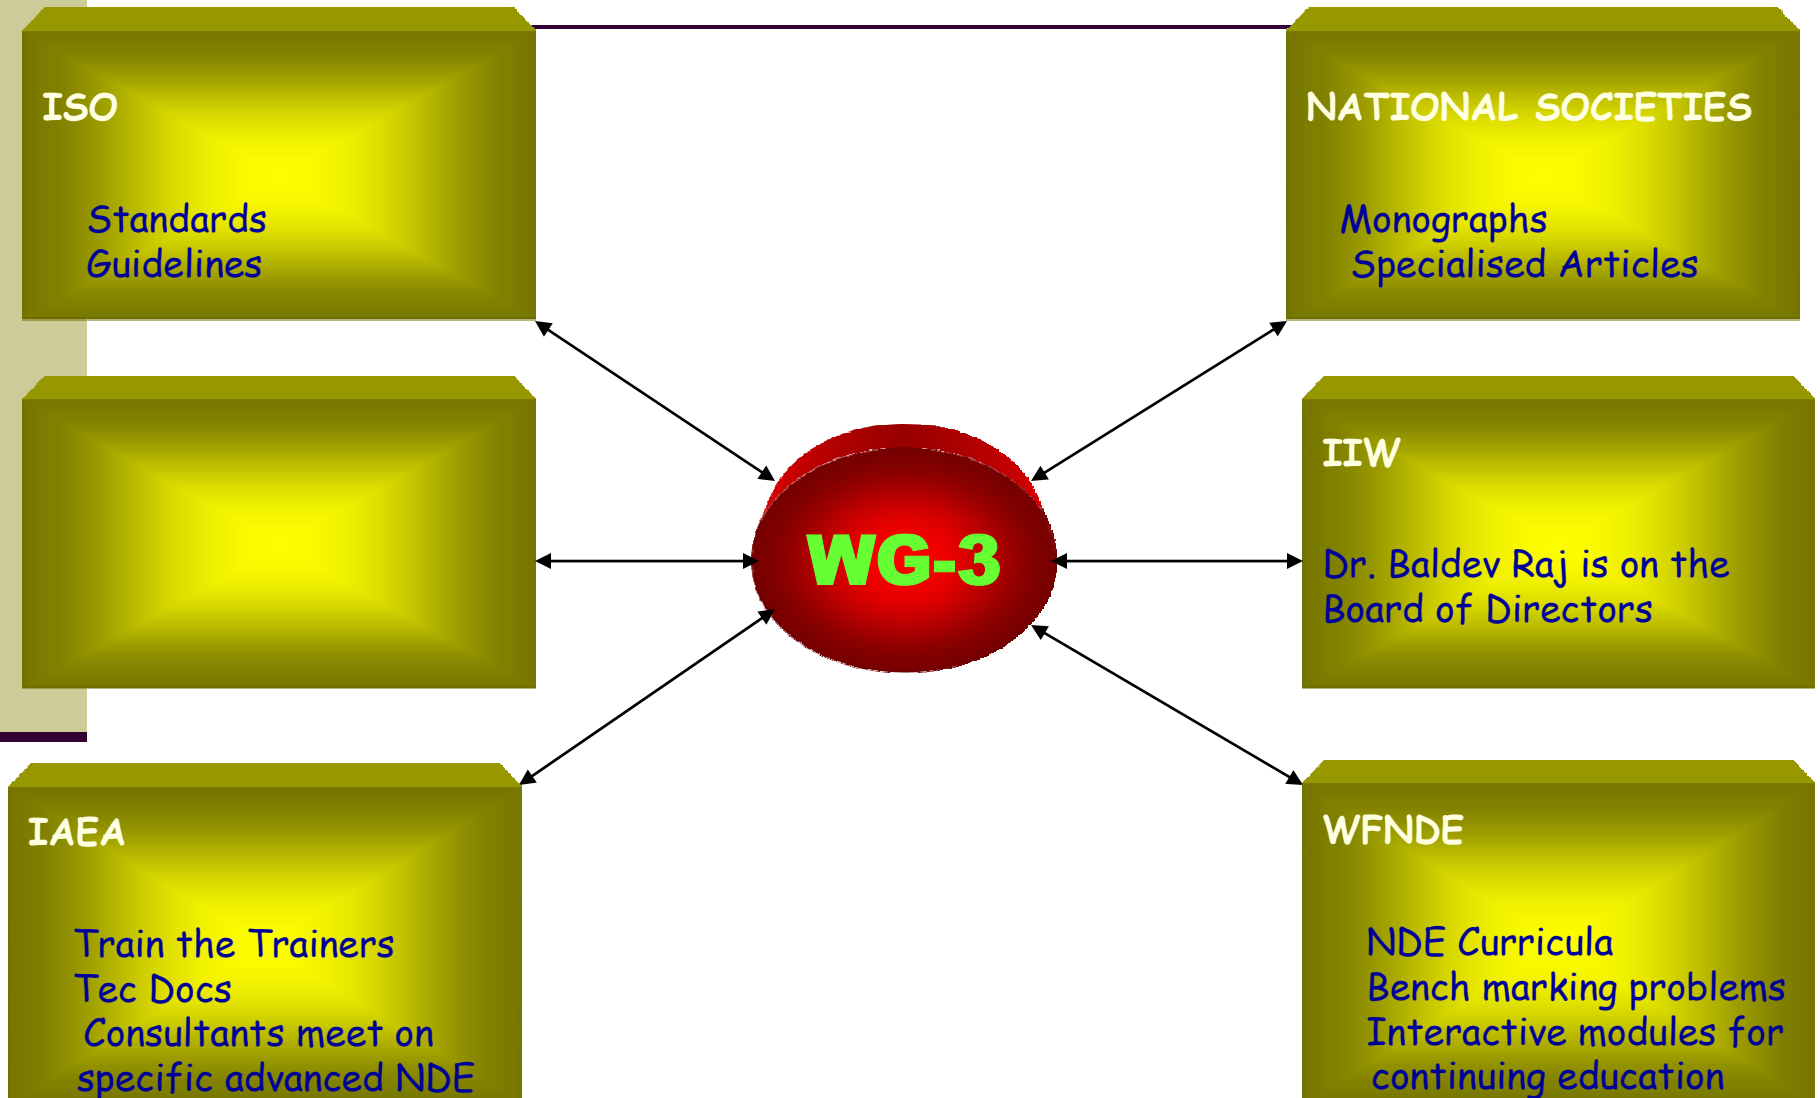 ISO
Standards
Guidelines
NATIONAL SOCIETIES
Monographs
Specialised Articles
WG-3
IIW
Dr. Baldev Raj is on the
Board of Directors
IAEA
Train the Trainers
Tec Docs
Consultants meet on
specific advanced NDE
WFNDE
NDE Curricula
Bench marking problems
Interactive modules for
continuing education